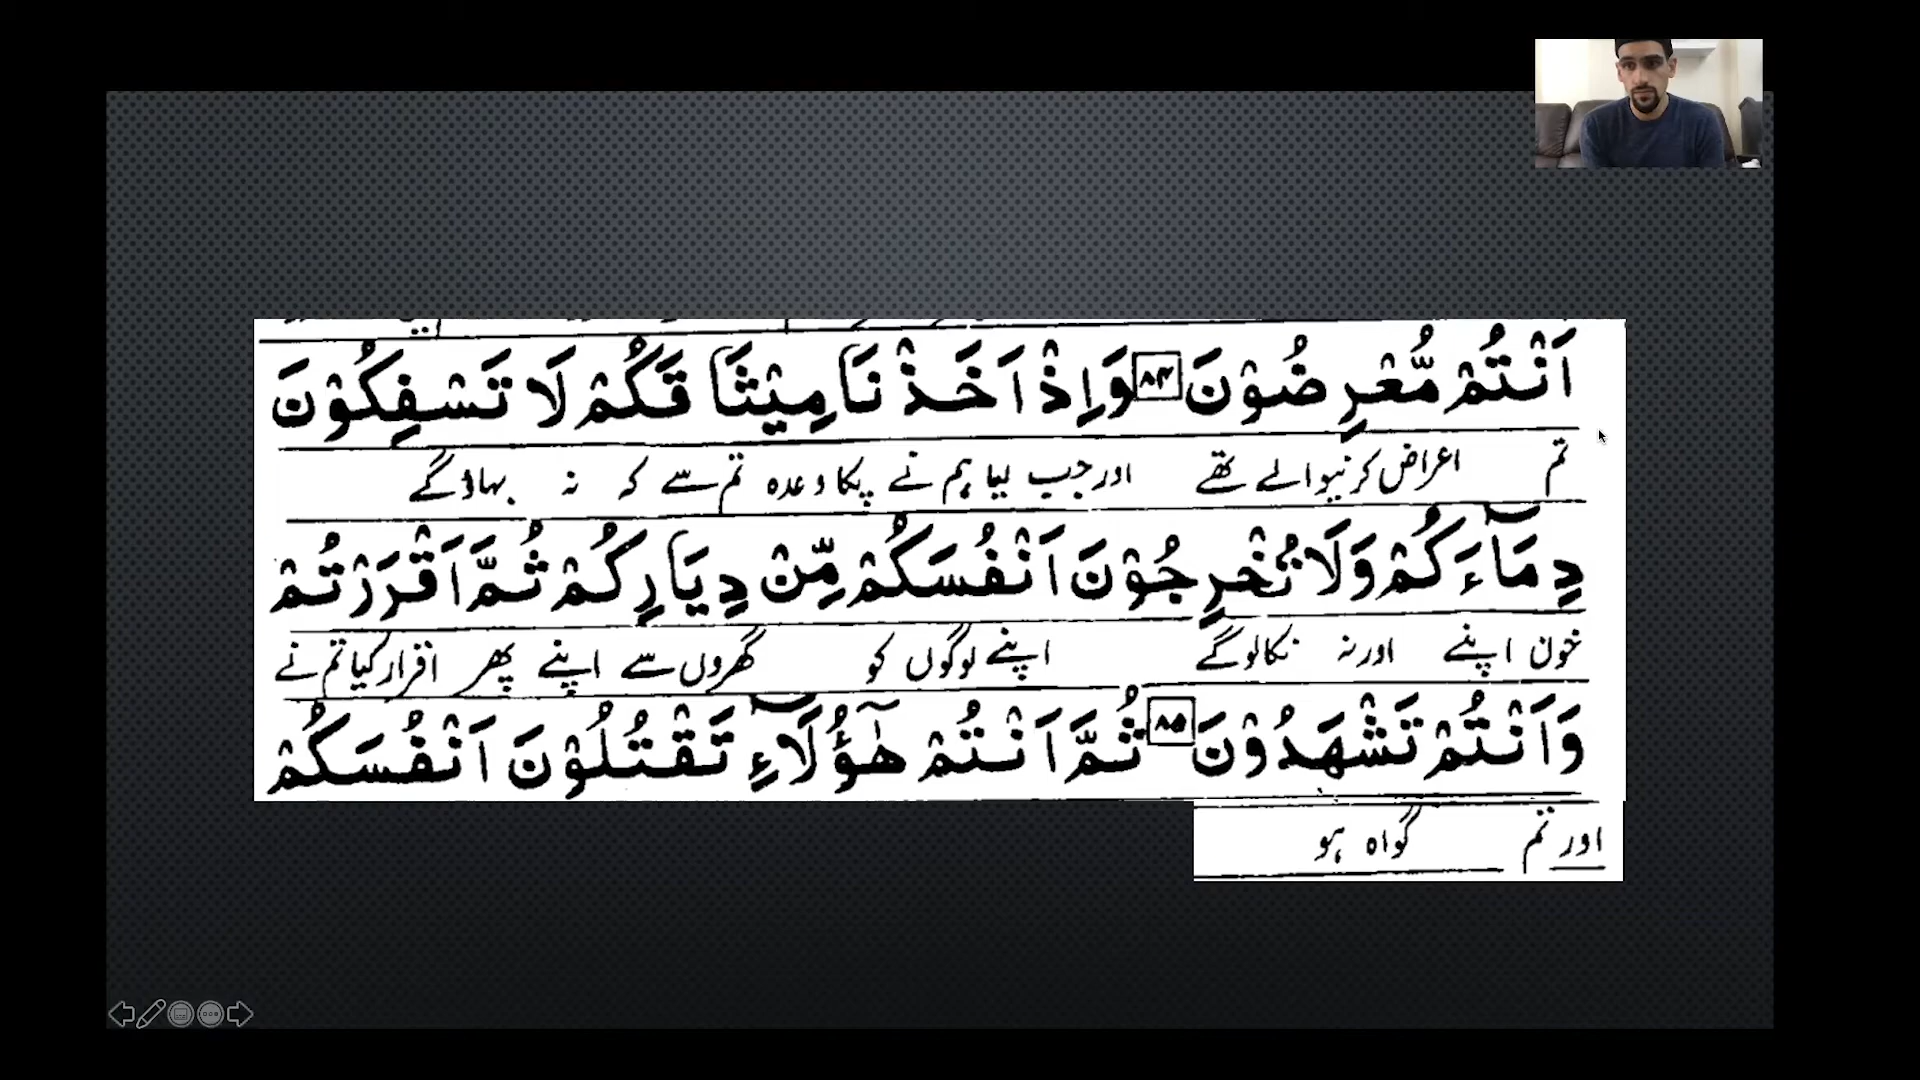 اَنْتُمْ مُّعْرِضُوْنَ ۸۴ وَاِذْ اَخَذْنَا مِيْثَاقَكُمْ لَا تَسْفِكُوْنَ
تم اعراض کرنیوالے تھے اور جب لیا ہم نے پکا وعدہ تم سے کہ نہ بہاؤ گے
دِمَآءَكُمْ وَلَا تُخْرِجُوْنَ اَنْفُسَكُمْ مِّنْ دِيَارِكُمْ ثُمَّ اَقْرَرْتُمْ
خون اپنے اور نہ نکالو گے اپنے لوگوں کو گھروں سے اپنے پھر اقرار کیا تم نے
وَاَنْتُمْ تَشْهَدُوْنَ ۸۵ ثُمَّ اَنْتُمْ هٰٓؤُلَآءِ تَقْتُلُوْنَ اَنْفُسَكُمْ
اور تم گواہ ہو